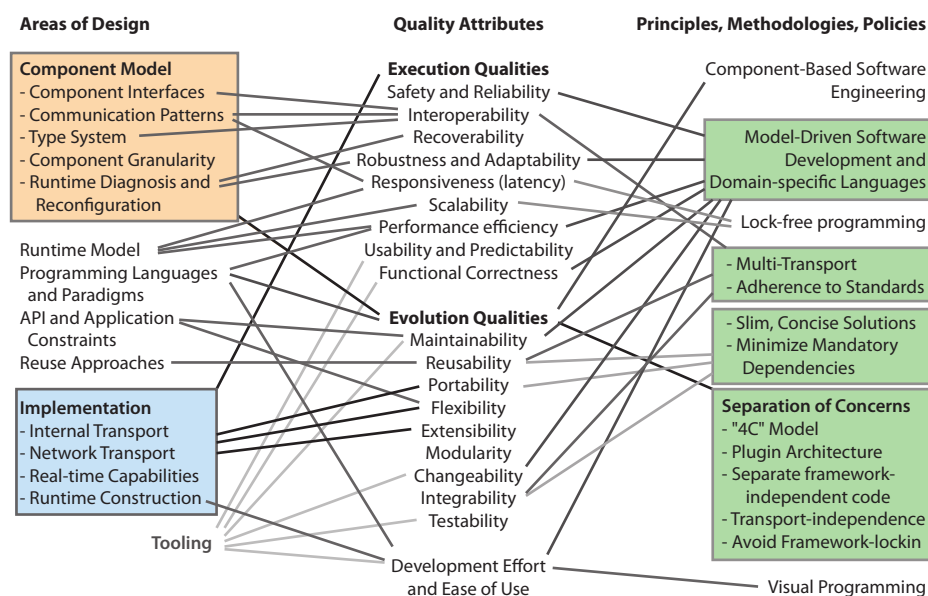 Areas of Design
Component Model
- Component Interfaces
- Communication Patterns
- Type System
- Component Granularity
- Runtime Diagnosis and
Reconfiguration
Runtime Model
Programming Languages
and Paradigms
API and Application
Constraints
Reuse Approaches
Implementation
- Internal Transport
- Network Transport
- Real-time Capabilities
- Runtime Construction
Tooling
Quality Attributes
Execution Qualities
Safety and Reliability
Interoperability
Recoverability
Robustness and Adaptability
Responsiveness (latency)
Scalability
Performance efficiency
Usability and Predictability
Functional Correctness
Evolution Qualities
Maintainability
Reusability
Portability
Flexibility
Extensibility
Modularity
Changeability
Integrability
Testability
Development Effort
and Ease of Use
Principles, Methodologies, Policies
Component-Based Software
Engineering
Model-Driven Software
Development and
Domain-specific Languages
Lock-free programming
- Multi-Transport
- Adherence to Standards
- Slim, Concise Solutions
- Minimize Mandatory
Dependencies
Separation of Concerns
- "4C" Model
- Plugin Architecture
- Separate framework-
independent code
- Transport-independence
- Avoid Framework-lockin
Visual Programming